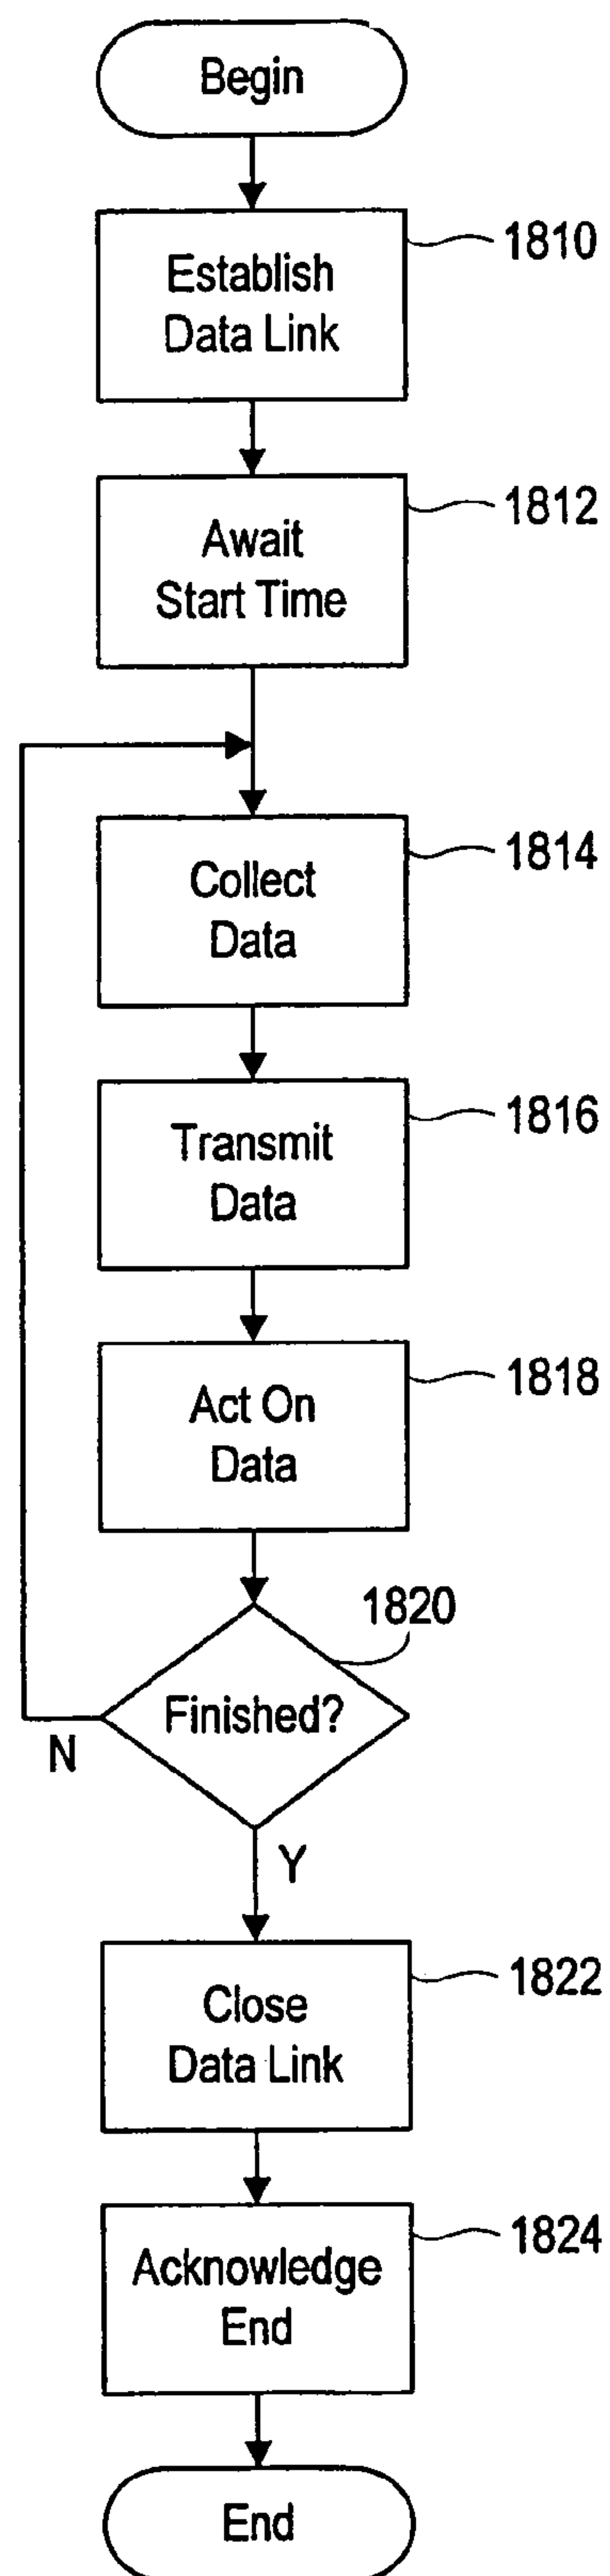 Begin
1810
Establish
Data Link
1812
Await
Start Time
1814
Collect
Data
1816
Transmit
Data
1818
Act On
Data
1820
Finished?
N
Y
1822
Close
Data Link
1824
Acknowledge
End
End